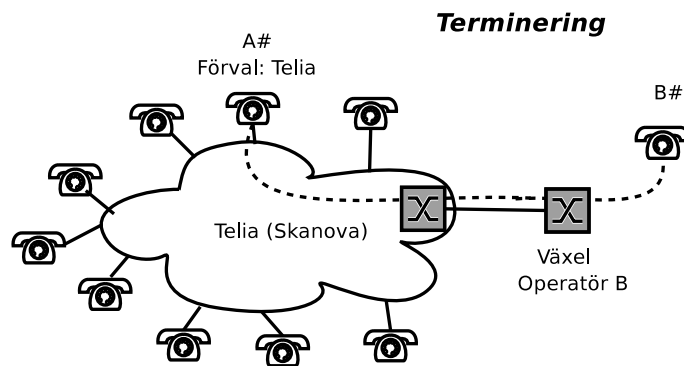 Terminering
A#
Förval: Telia
B#
Telia (Skanova)
Växel
Operatör B